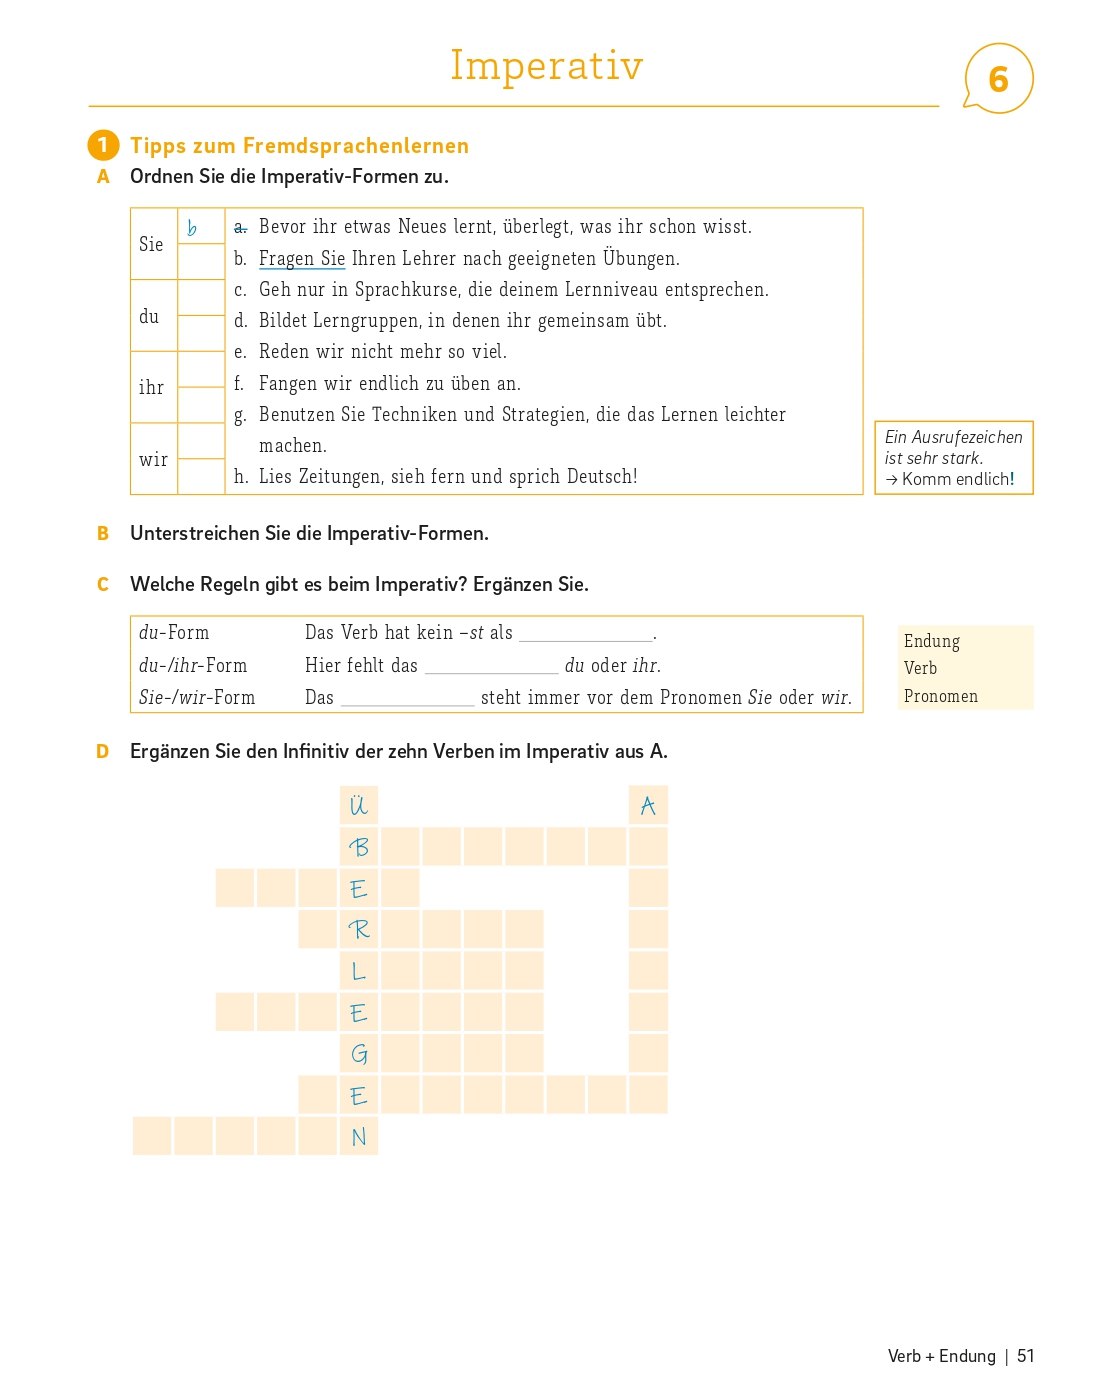 Imperativ
6
1 Tipps zum Fremdsprachenlernen
A Ordnen Sie die Imperativ-Formen zu.
Sie b
du
ihr
wir
a. Bevor ihr etwas Neues lernt, überlegt, was ihr schon wisst.
b. Fragen Sie Ihren Lehrer nach geeigneten Übungen.
c. Geh nur in Sprachkurse, die deinem Lernniveau entsprechen.
d. Bildet Lerngruppen, in denen ihr gemeinsam übt.
e. Reden wir nicht mehr so viel.
f. Fangen wir endlich zu üben an.
g. Benutzen Sie Techniken und Strategien, die das Lernen leichter
machen.
h. Lies Zeitungen, sieh fern und sprich Deutsch!
Ein Ausrufezeichen
ist sehr stark.
→ Komm endlich!
B Unterstreichen Sie die Imperativ-Formen.
C Welche Regeln gibt es beim Imperativ? Ergänzen Sie.
du-Form Das Verb hat kein –st als ______________.
du-/ihr-Form Hier fehlt das ______________ du oder ihr.
Sie-/wir-Form Das ______________ steht immer vor dem Pronomen Sie oder wir.
Endung
Verb
Pronomen
D Ergänzen Sie den Infinitiv der zehn Verben im Imperativ aus A.
Ü A
B
E
R
L
E
G
E
N
Verb + Endung | 51